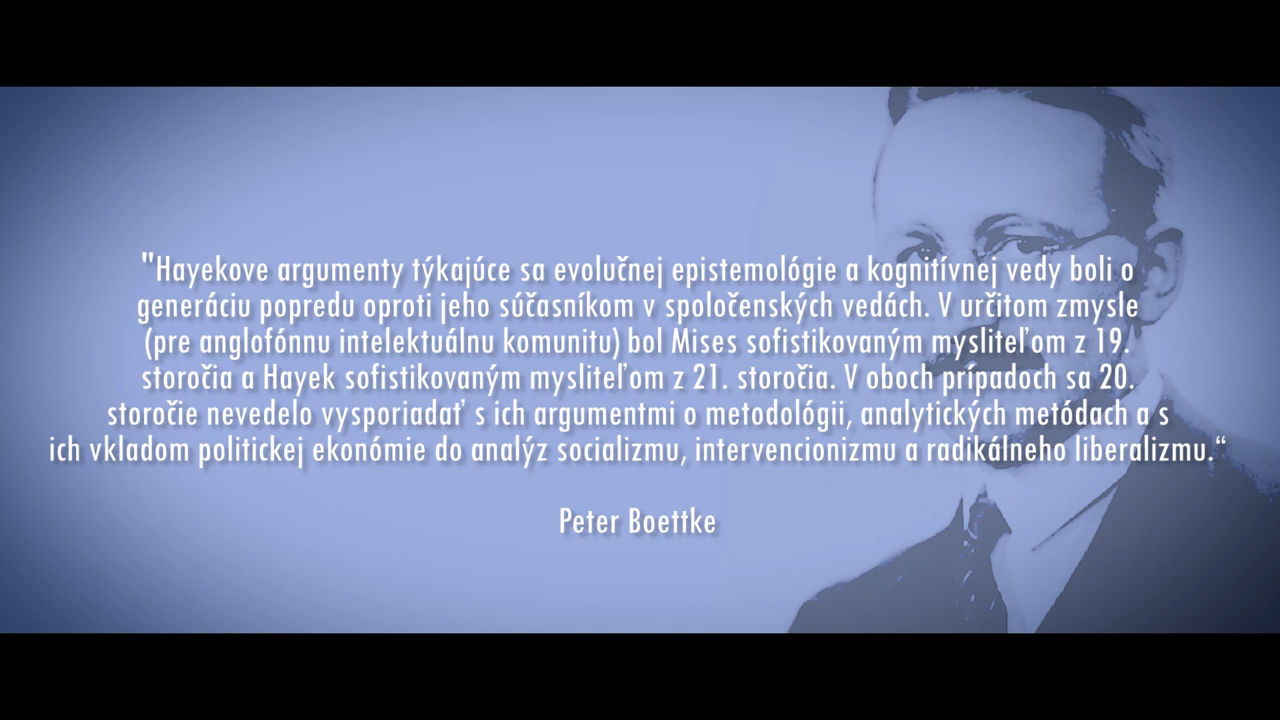 "Hayekove argumenty týkajúce sa evolučnej epistemológie a kognitívnej vedy boli o
generáciu popredu oproti jeho súčasníkom v spoločenských vedách. V určitom zmysle
(pre anglofónnu intelektuálnu komunitu) bol Mises sofistikovaným mysliteľom z 19.
storočia a Hayek sofistikovaným mysliteľom z 21. storočia. V oboch prípadoch sa 20.
storočie nevedelo vysporiadať s ich argumentmi o metodológii, analytických metódach a s
ich vkladom politickej ekonómie do analýz socializmu, intervencionizmu a radikálneho liberalizmu.“
Peter Boettke